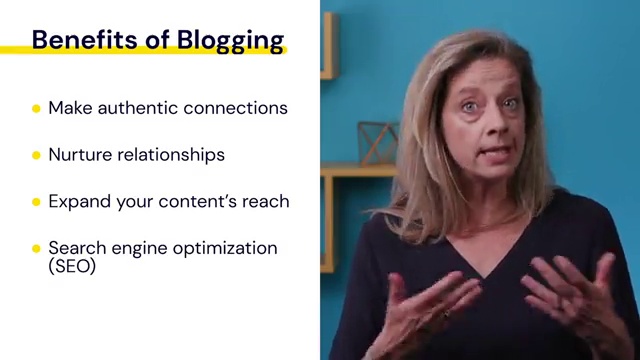 Benefits of Blogging
Make authentic connections
Nurture relationships
Expand your content's reach
Search engine optimization
(SEO)